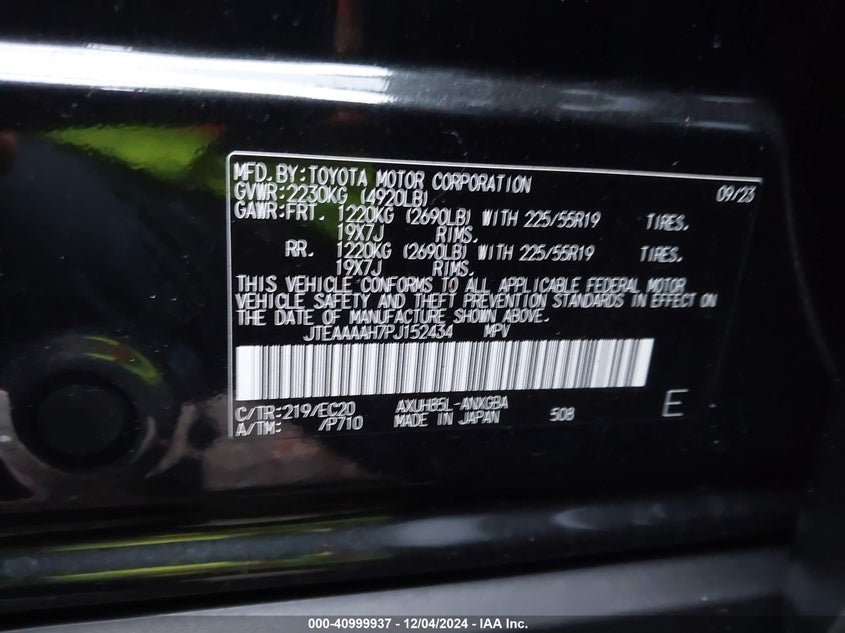 MFD.BY:TOYOTA MOTOR CORPORATION 09/23
GVWR:2230KG (4920LB)
GAWR:FRT. 1220KG (2690LB) WITH 225/55R19 TIRES.
19X7J RIMS.
RR. 1220KG (2690LB) WITH 225/55R19 TIRES.
19X7J RIMS.
THIS VEHICLE CONFORMS TO ALL APPLICABLE FEDERAL MOTOR
VEHICLE SAFETY AND THEFT PREVENTION STANDARDS IN EFFECT ON
THE DATE OF MANUFACTURE SHOWN ABOVE.
JTEAAAAH7PJ152434 MPV
C/TR:219/EC20 AXUH85L-ANXGBA
A/TM: /P710 MADE IN JAPAN 508 E
000-40999937 - 12/04/2024 - IAA Inc.